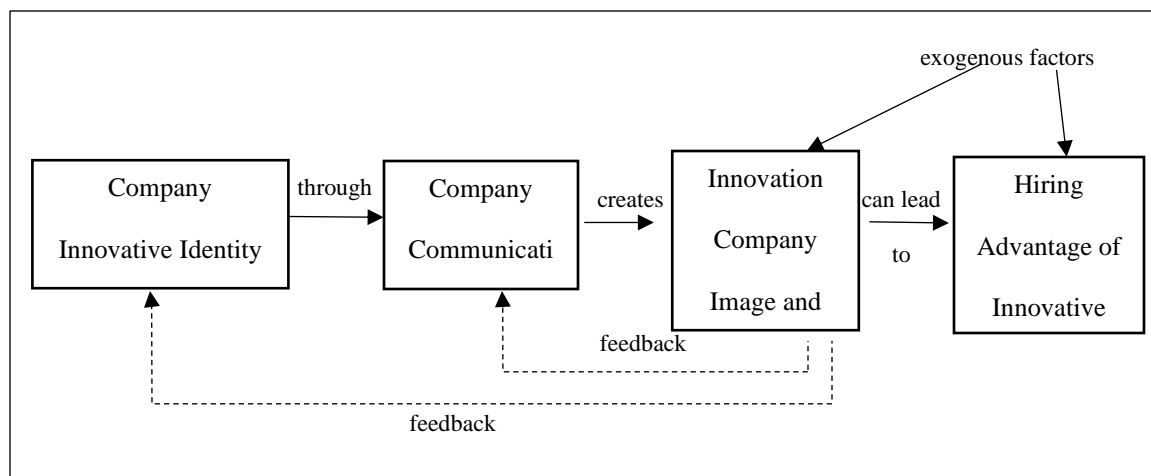 exogenous factors
Company
Innovative Identity
through
Company
Communicati
creates
Innovation
Company
Image and
can lead
to
Hiring
Advantage of
Innovative
feedback
feedback